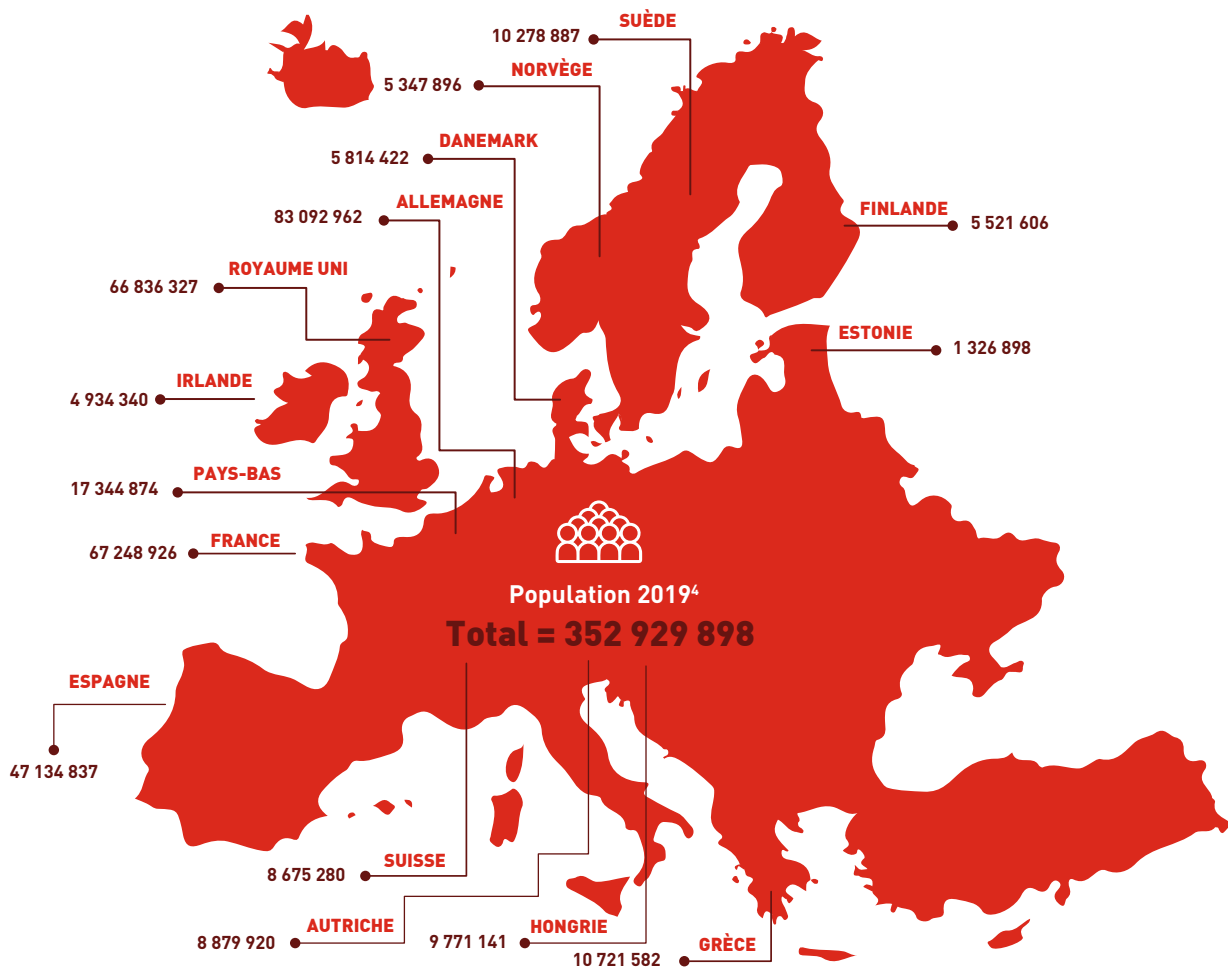 SUÈDE
10 278 887
NORVÈGE
5 347 896
DANEMARK
5 814 422
ALLEMAGNE
83 092 962
FINLANDE
5 521 606
ROYAUME UNI
66 836 327
ESTONIE
1 326 898
IRLANDE
4 934 340
PAYS-BAS
17 344 874
FRANCE
67 248 926
Population 2019⁴
Total = 352 929 898
ESPAGNE
47 134 837
SUISSE
8 675 280
AUTRICHE
8 879 920
HONGRIE
9 771 141
GRÈCE
10 721 582